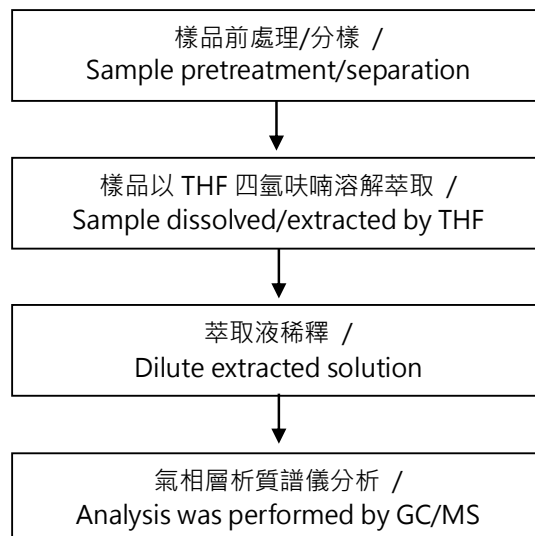 樣品前處理/分樣 /
Sample pretreatment/separation
樣品以 THF 四氫呋喃溶解萃取 /
Sample dissolved/extracted by THF
萃取液稀釋 /
Dilute extracted solution
氣相層析質譜儀分析 /
Analysis was performed by GC/MS